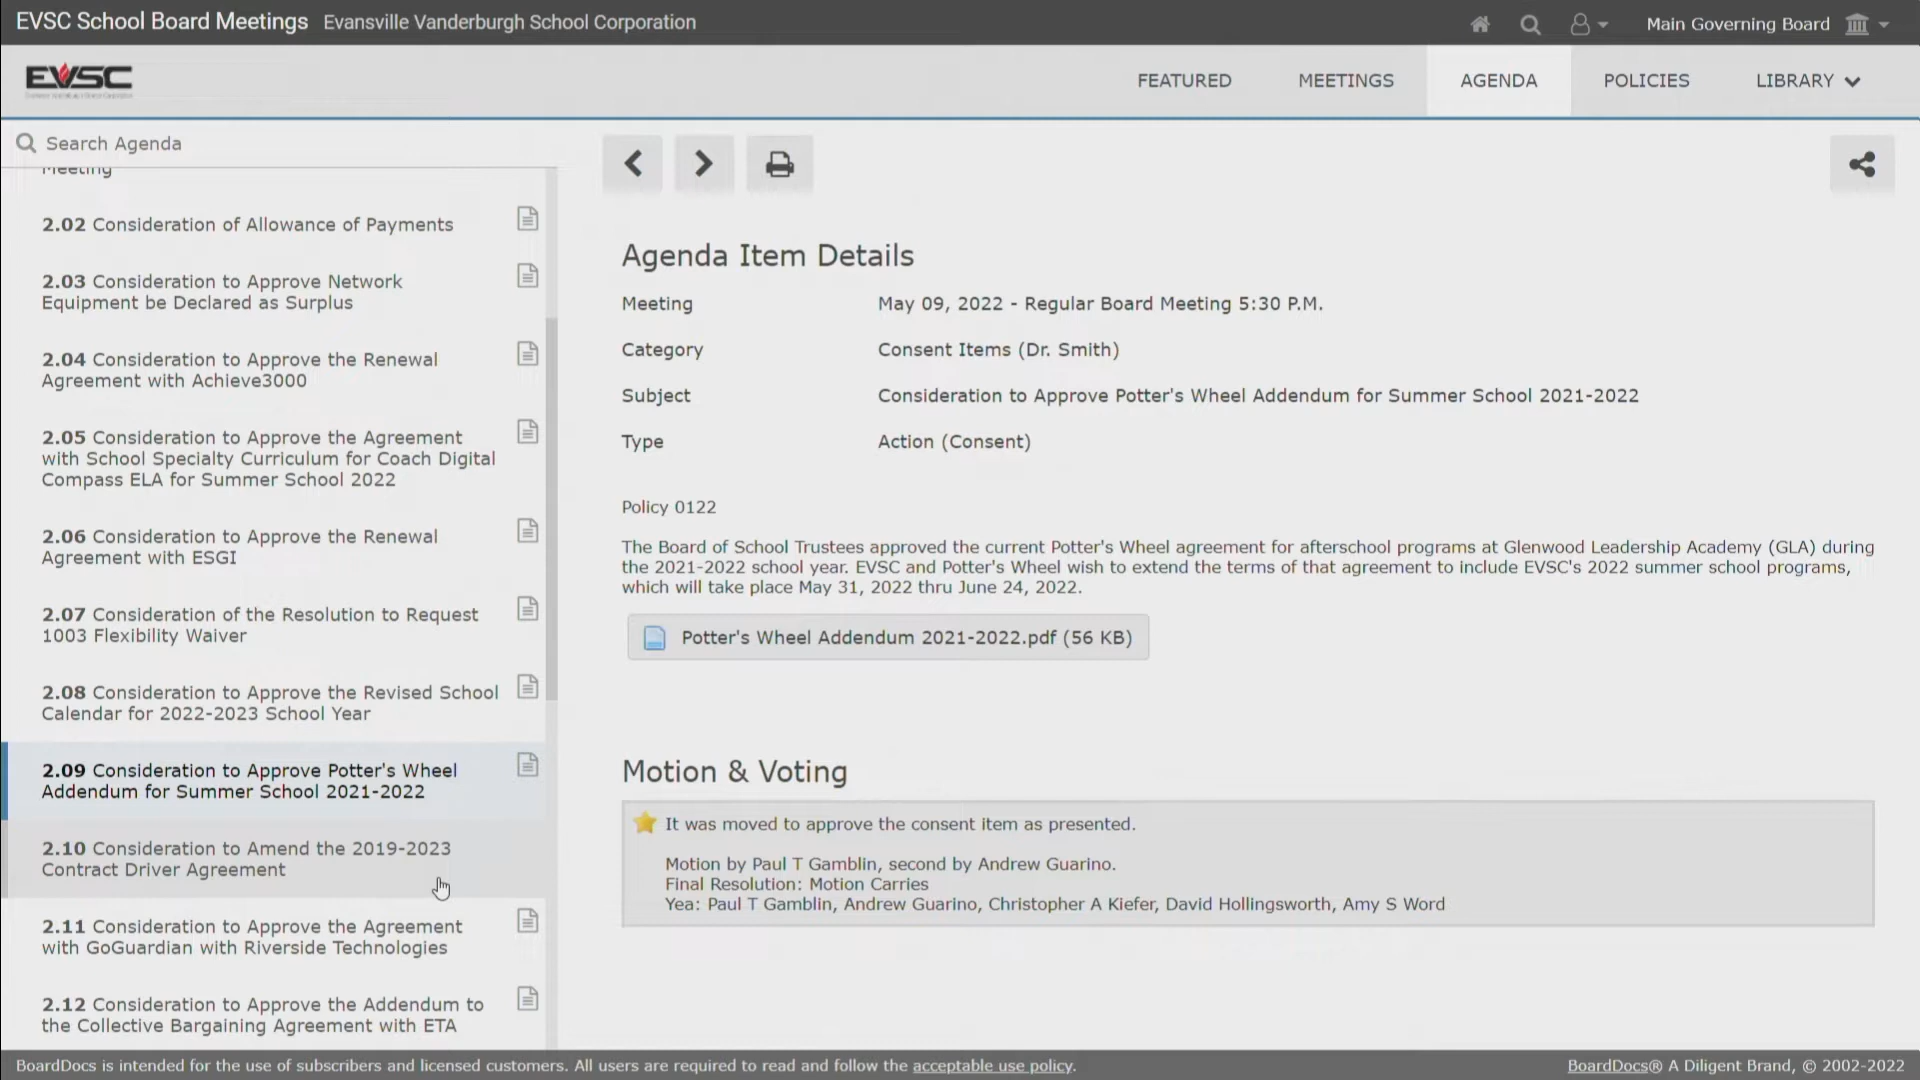 EVSC School Board Meetings Evansville Vanderburgh School Corporation
Main Governing Board
EVSC
FEATURED MEETINGS AGENDA POLICIES LIBRARY
Search Agenda
Meeting
2.02 Consideration of Allowance of Payments
2.03 Consideration to Approve Network
Equipment be Declared as Surplus
2.04 Consideration to Approve the Renewal
Agreement with Achieve3000
2.05 Consideration to Approve the Agreement
with School Specialty Curriculum for Coach Digital
Compass ELA for Summer School 2022
2.06 Consideration to Approve the Renewal
Agreement with ESGI
2.07 Consideration of the Resolution to Request
1003 Flexibility Waiver
2.08 Consideration to Approve the Revised School
Calendar for 2022-2023 School Year
2.09 Consideration to Approve Potter's Wheel
Addendum for Summer School 2021-2022
2.10 Consideration to Amend the 2019-2023
Contract Driver Agreement
2.11 Consideration to Approve the Agreement
with GoGuardian with Riverside Technologies
2.12 Consideration to Approve the Addendum to
the Collective Bargaining Agreement with ETA
Agenda Item Details
Meeting May 09, 2022 - Regular Board Meeting 5:30 P.M.
Category Consent Items (Dr. Smith)
Subject Consideration to Approve Potter's Wheel Addendum for Summer School 2021-2022
Type Action (Consent)
Policy 0122
The Board of School Trustees approved the current Potter's Wheel agreement for afterschool programs at Glenwood Leadership Academy (GLA) during
the 2021-2022 school year. EVSC and Potter's Wheel wish to extend the terms of that agreement to include EVSC's 2022 summer school programs,
which will take place May 31, 2022 thru June 24, 2022.
Potter's Wheel Addendum 2021-2022.pdf (56 KB)
Motion & Voting
It was moved to approve the consent item as presented.
Motion by Paul T Gamblin, second by Andrew Guarino.
Final Resolution: Motion Carries
Yea: Paul T Gamblin, Andrew Guarino, Christopher A Kiefer, David Hollingsworth, Amy S Word
BoardDocs is intended for the use of subscribers and licensed customers. All users are required to read and follow the acceptable use policy.
BoardDocs® A Diligent Brand, © 2002-2022